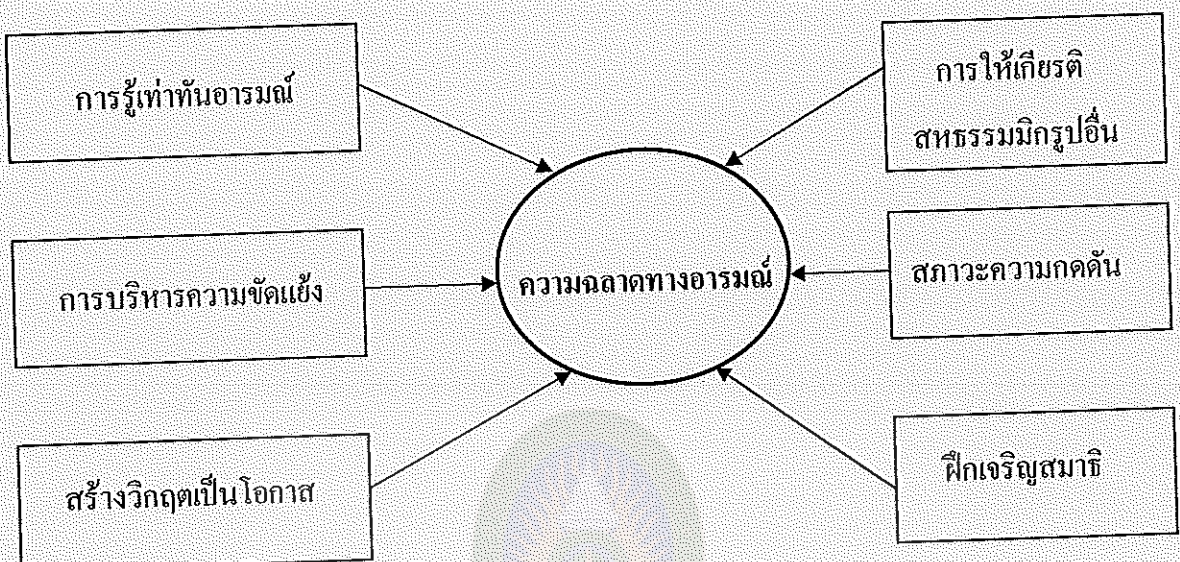 การรู้เท่าทันอารมณ์
การให้เกียรติ
สหธรรมมิกรูปอื่น
การบริหารความขัดแย้ง
ความฉลาดทางอารมณ์
สภาวะความกดดัน
สร้างวิกฤตเป็นโอกาส
ฝึกเจริญสมาธิ